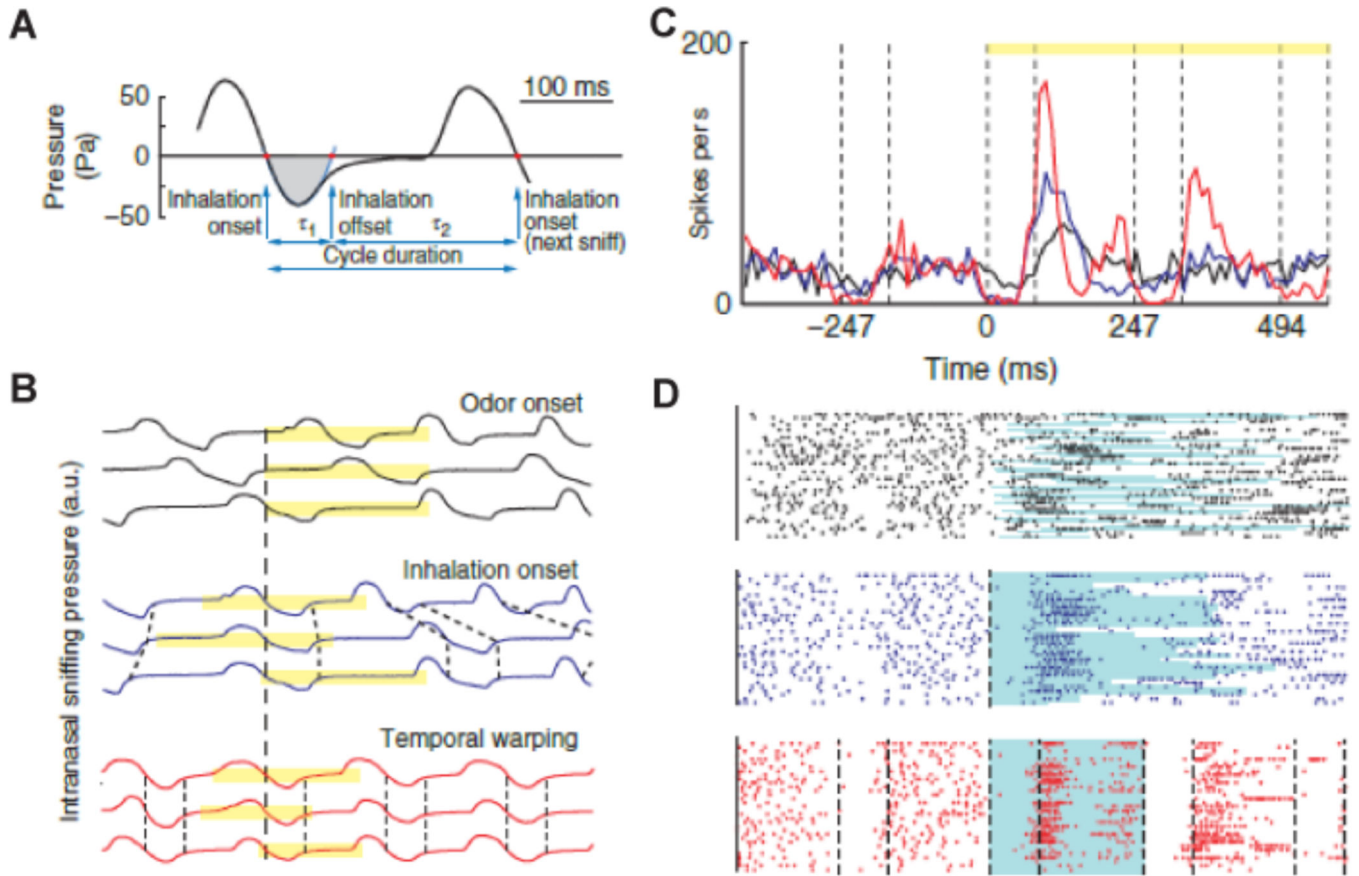 A
100 ms
50
0
−50
Pressure
(Pa)
Inhalation
onset
τ1
Inhalation
offset
τ2
Inhalation
onset
(next sniff)
Cycle duration
B
Odor onset
Inhalation onset
Temporal warping
Intranasal sniffing pressure (a.u.)
C
200
0
Spikes per s
−247
0
247
494
Time (ms)
D